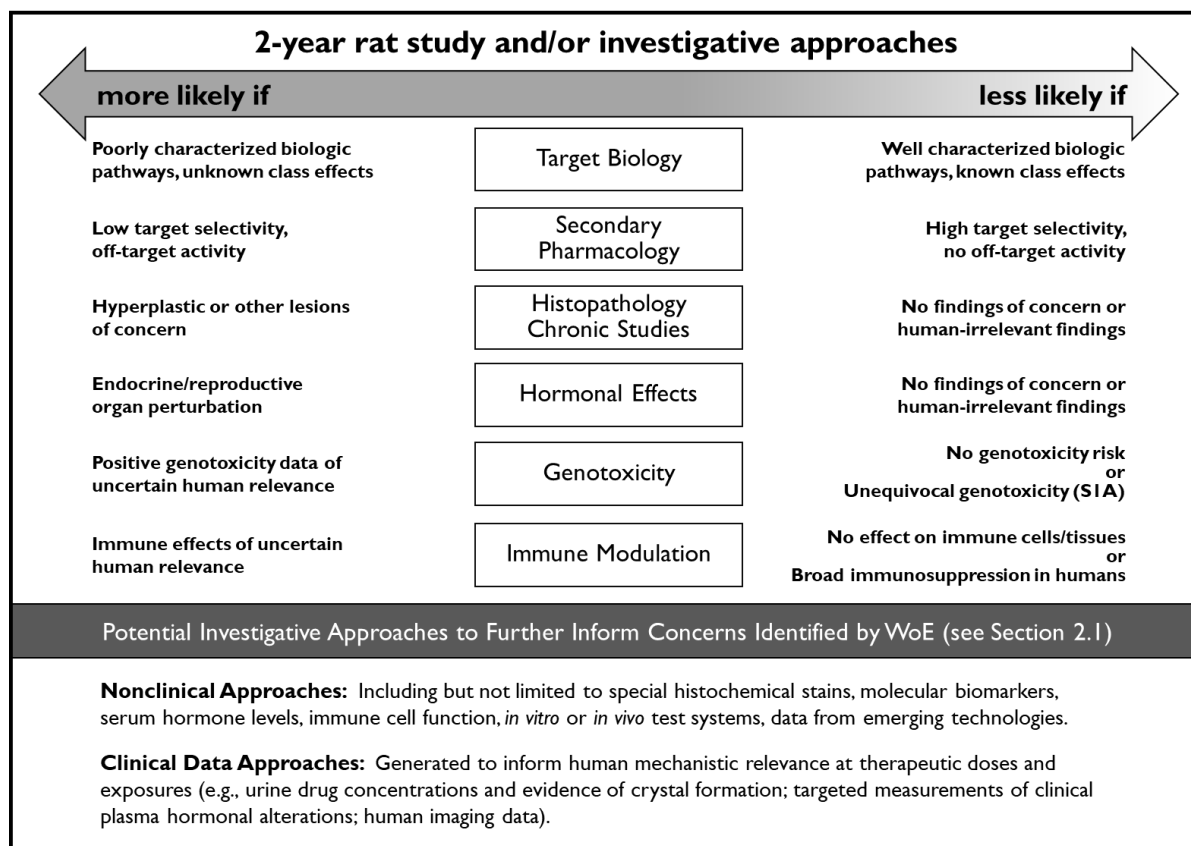 2-year rat study and/or investigative approaches
more likely if
less likely if
Poorly characterized biologic
pathways, unknown class effects
Target Biology
Well characterized biologic
pathways, known class effects
Low target selectivity,
off-target activity
Secondary
Pharmacology
High target selectivity,
no off-target activity
Hyperplastic or other lesions
of concern
Histopathology
Chronic Studies
No findings of concern or
human-irrelevant findings
Endocrine/reproductive
organ perturbation
Hormonal Effects
No findings of concern or
human-irrelevant findings
Positive genotoxicity data of
uncertain human relevance
Genotoxicity
No genotoxicity risk
or
Unequivocal genotoxicity (S1A)
Immune effects of uncertain
human relevance
Immune Modulation
No effect on immune cells/tissues
or
Broad immunosuppression in humans
Potential Investigative Approaches to Further Inform Concerns Identified by WoE (see Section 2.1)
Nonclinical Approaches: Including but not limited to special histochemical stains, molecular biomarkers,
serum hormone levels, immune cell function, in vitro or in vivo test systems, data from emerging technologies.
Clinical Data Approaches: Generated to inform human mechanistic relevance at therapeutic doses and
exposures (e.g., urine drug concentrations and evidence of crystal formation; targeted measurements of clinical
plasma hormonal alterations; human imaging data).